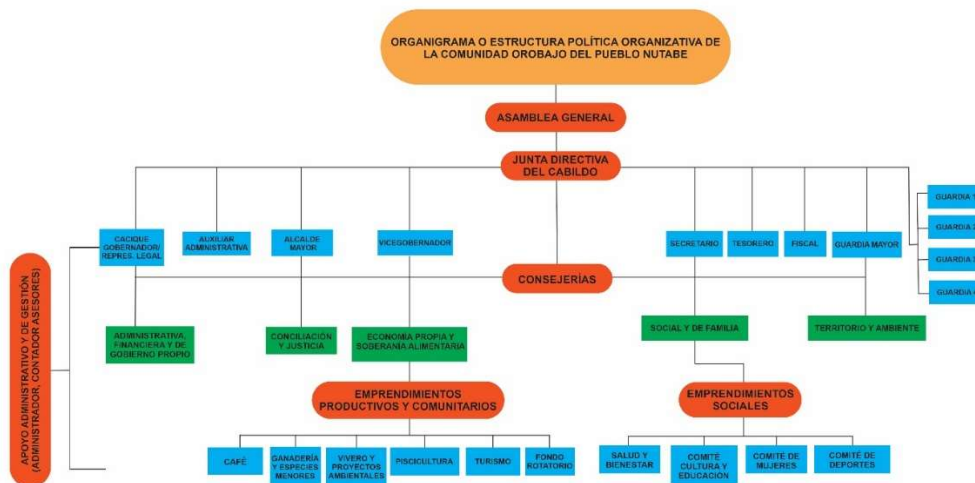 ORGANIGRAMA O ESTRUCTURA POLÍTICA ORGANIZATIVA DE
LA COMUNIDAD OROBAJO DEL PUEBLO NUTABE
ASAMBLEA GENERAL
JUNTA DIRECTIVA
DEL CABILDO
CACIQUE
GOBERNADOR/
REPRES. LEGAL
AUXILIAR
ADMINISTRATIVA
ALCALDE
MAYOR
VICEGOBERNADOR
SECRETARIO
TESORERO
FISCAL
GUARDIA MAYOR
GUARDIA 1
GUARDIA 2
GUARDIA 3
GUARDIA 4
CONSEJERÍAS
APOYO ADMINISTRATIVO Y DE GESTIÓN
(ADMINISTRADOR, CONTADOR ASESORES)
ADMINISTRATIVA,
FINANCIERA Y DE
GOBIERNO PROPIO
CONCILIACIÓN
Y JUSTICIA
ECONOMÍA PROPIA Y
SOBERANÍA ALIMENTARIA
SOCIAL Y DE FAMILIA
TERRITORIO Y AMBIENTE
EMPRENDIMIENTOS
PRODUCTIVOS Y COMUNITARIOS
EMPRENDIMIENTOS
SOCIALES
CAFÉ
GANADERÍA
Y ESPECIES
MENORES
VIVERO Y
PROYECTOS
AMBIENTALES
PISCICULTURA
TURISMO
FONDO
ROTATORIO
SALUD Y
BIENESTAR
COMITÉ
CULTURA Y
EDUCACIÓN
COMITÉ DE
MUJERES
COMITÉ DE
DEPORTES